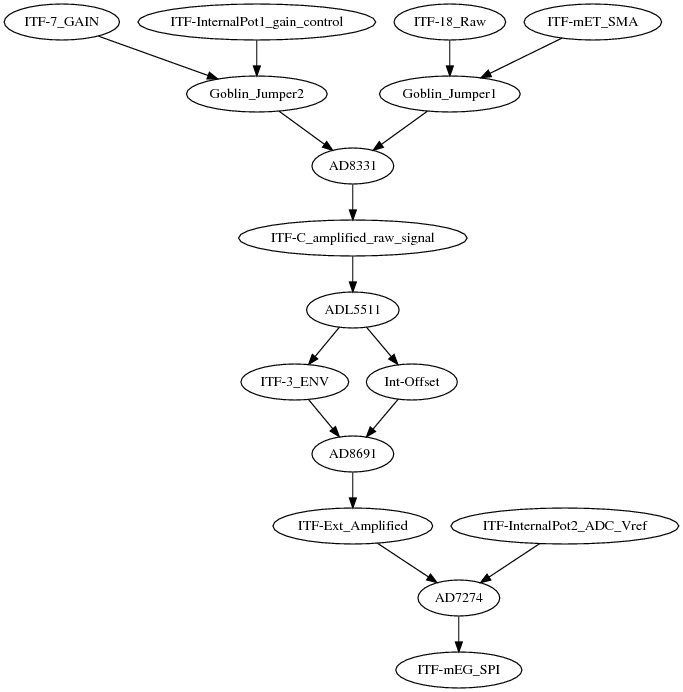 ITF-7_GAIN
ITF-InternalPot1_gain_control
ITF-18_Raw
ITF-mET_SMA
Goblin_Jumper2
Goblin_Jumper1
AD8331
ITF-C_amplified_raw_signal
ADL5511
ITF-3_ENV
Int-Offset
AD8691
ITF-Ext_Amplified
ITF-InternalPot2_ADC_Vref
AD7274
ITF-mEG_SPI